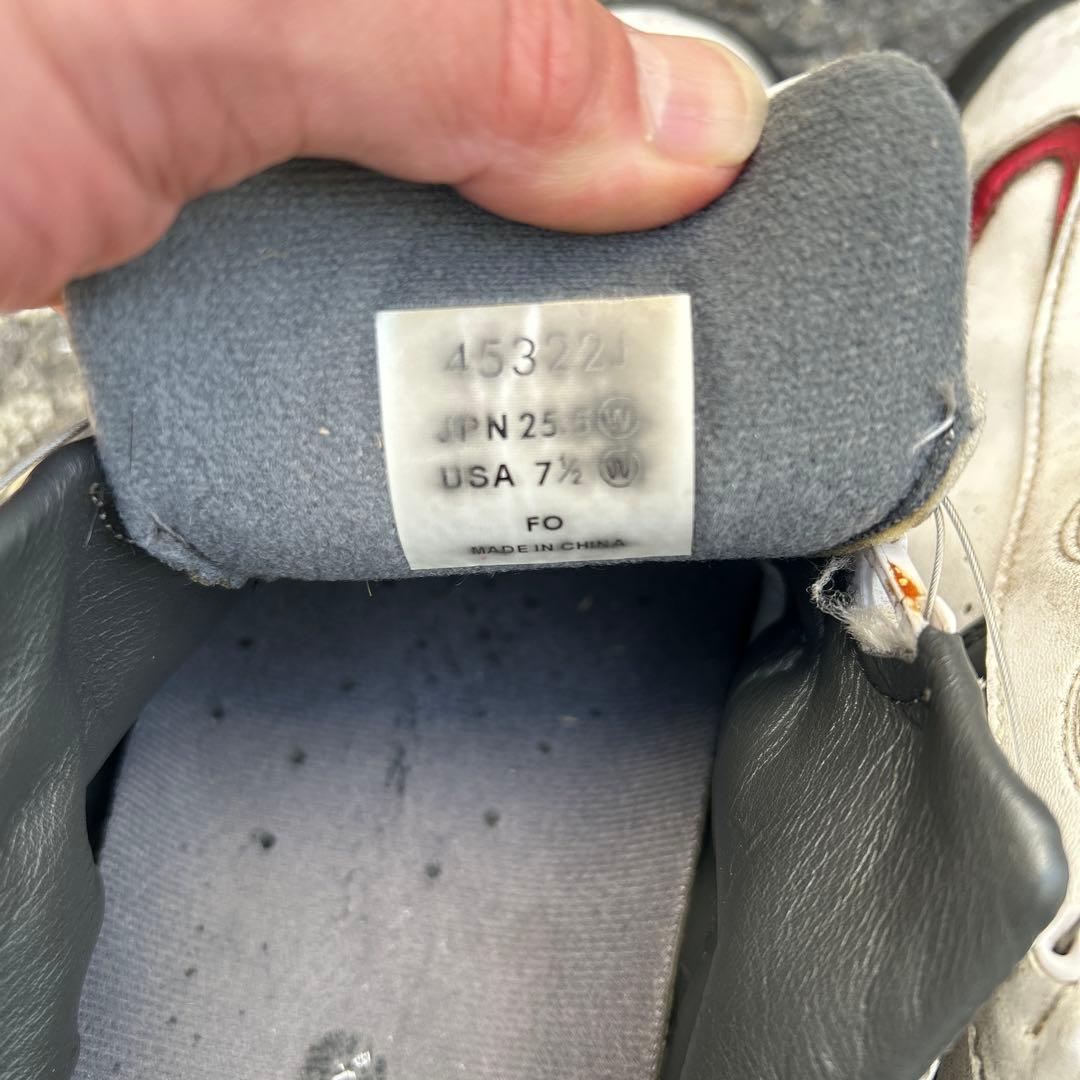 45322J
JPN 25.5 Ⓦ
USA 7½ Ⓦ
FO
MADE IN CHINA